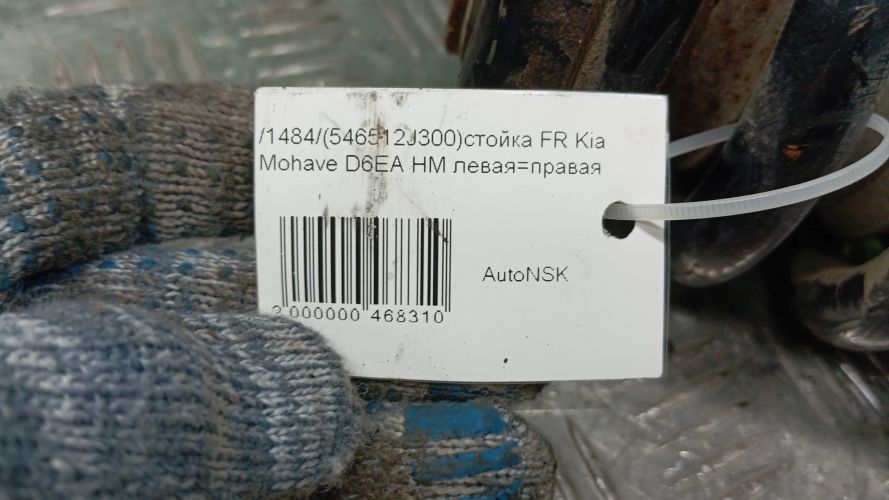 /1484/(546512J300)стойка FR Kia
Mohave D6EA HM левая=правая
AutoNSK
2 000000 468310